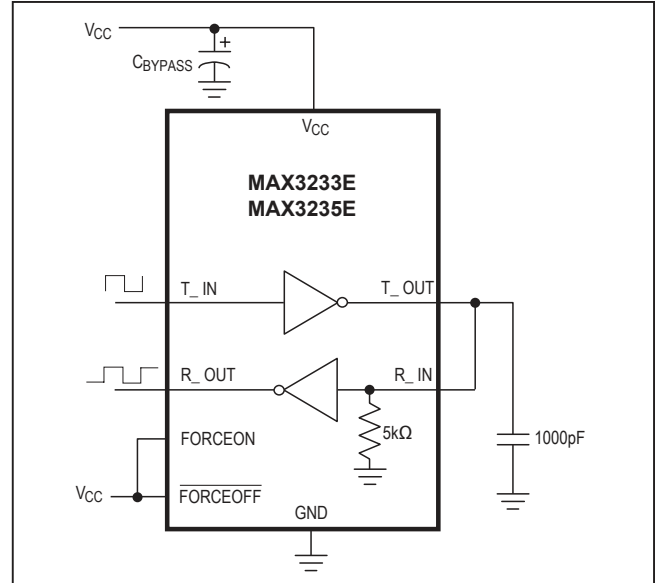 VCC
+
CBYPASS
VCC
MAX3233E
MAX3235E
T_ IN
T_ OUT
R_ OUT
R_ IN
5kΩ
1000pF
FORCEON
VCC
FORCEOFF
GND